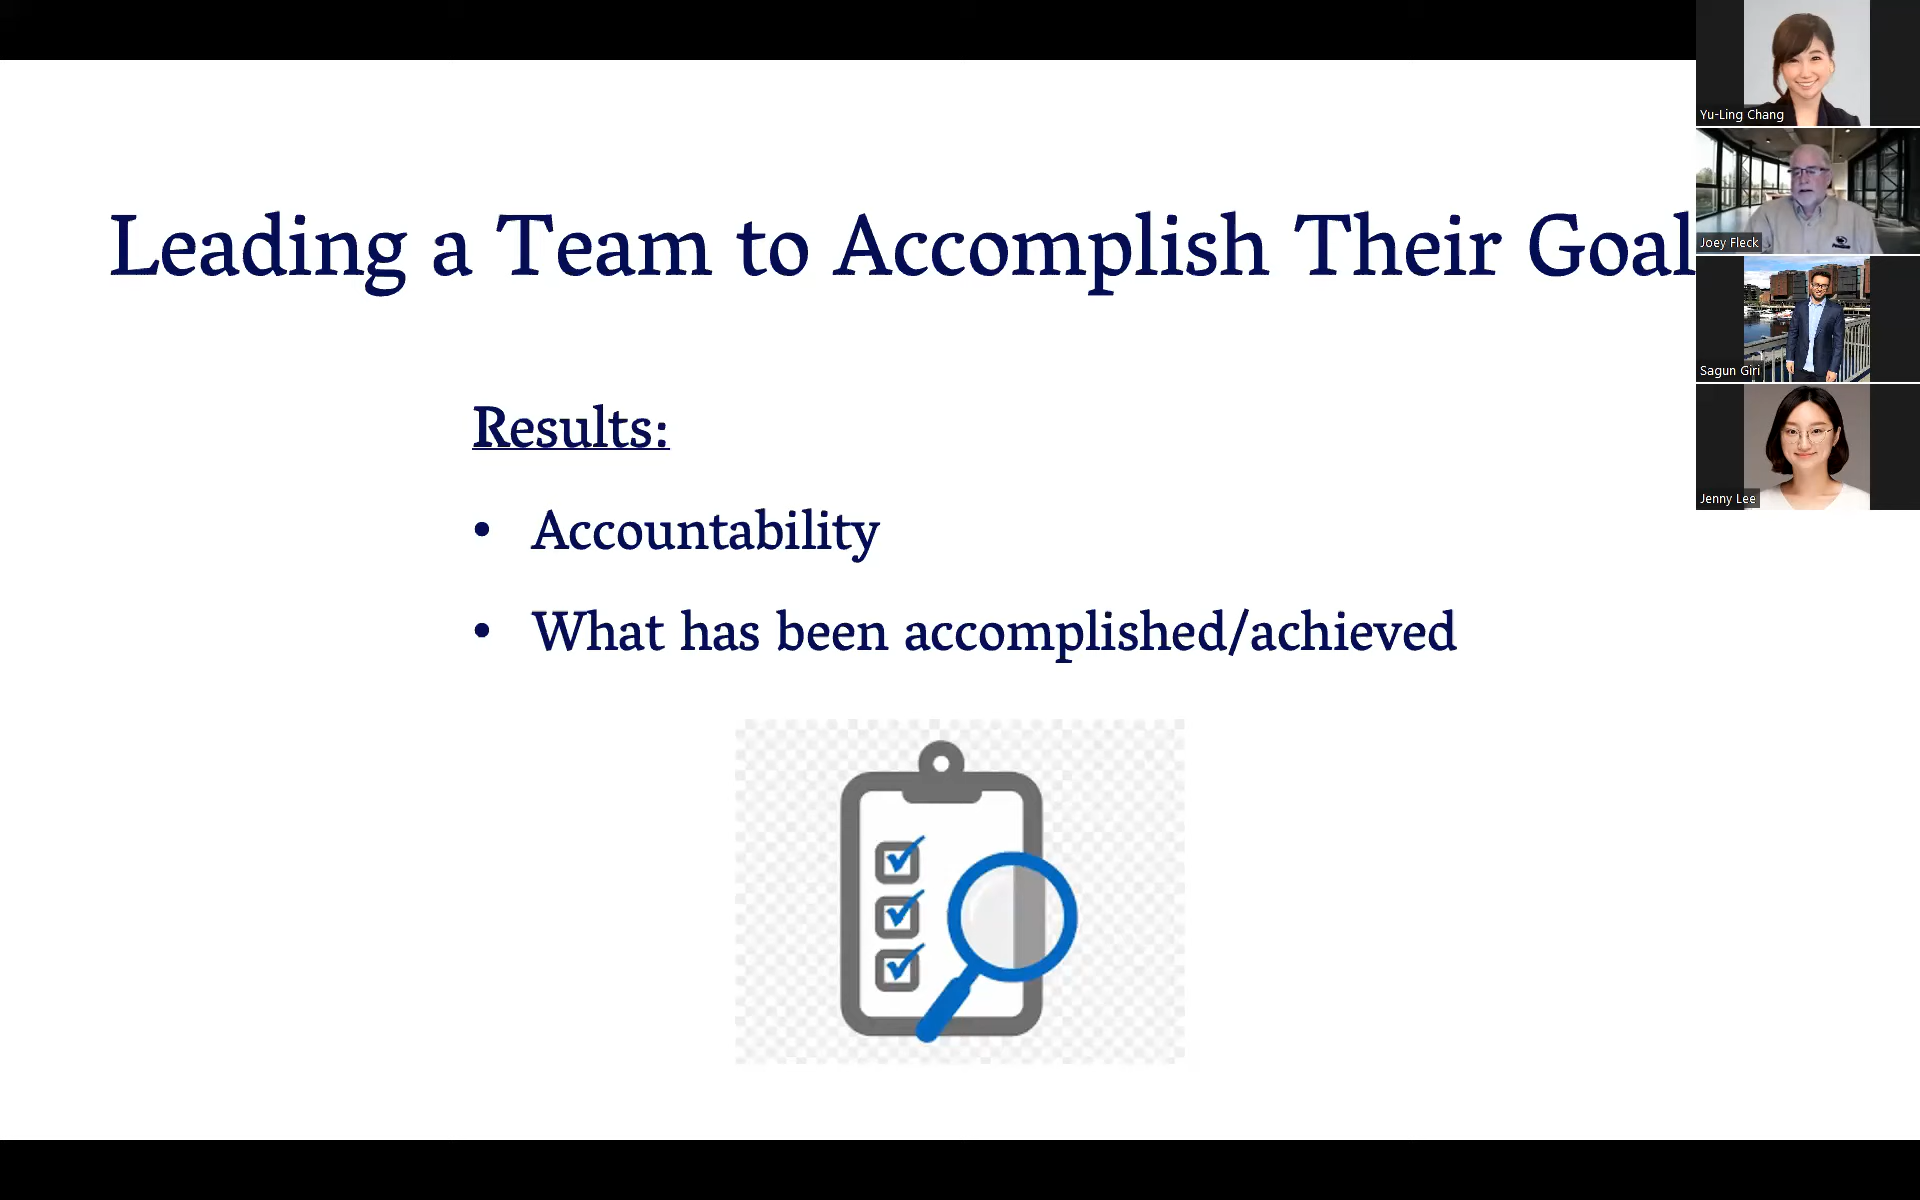 Leading a Team to Accomplish Their Goal
Results:
• Accountability
• What has been accomplished/achieved
Yu-Ling Chang
Joey Fleck
Sagun Giri
Jenny Lee